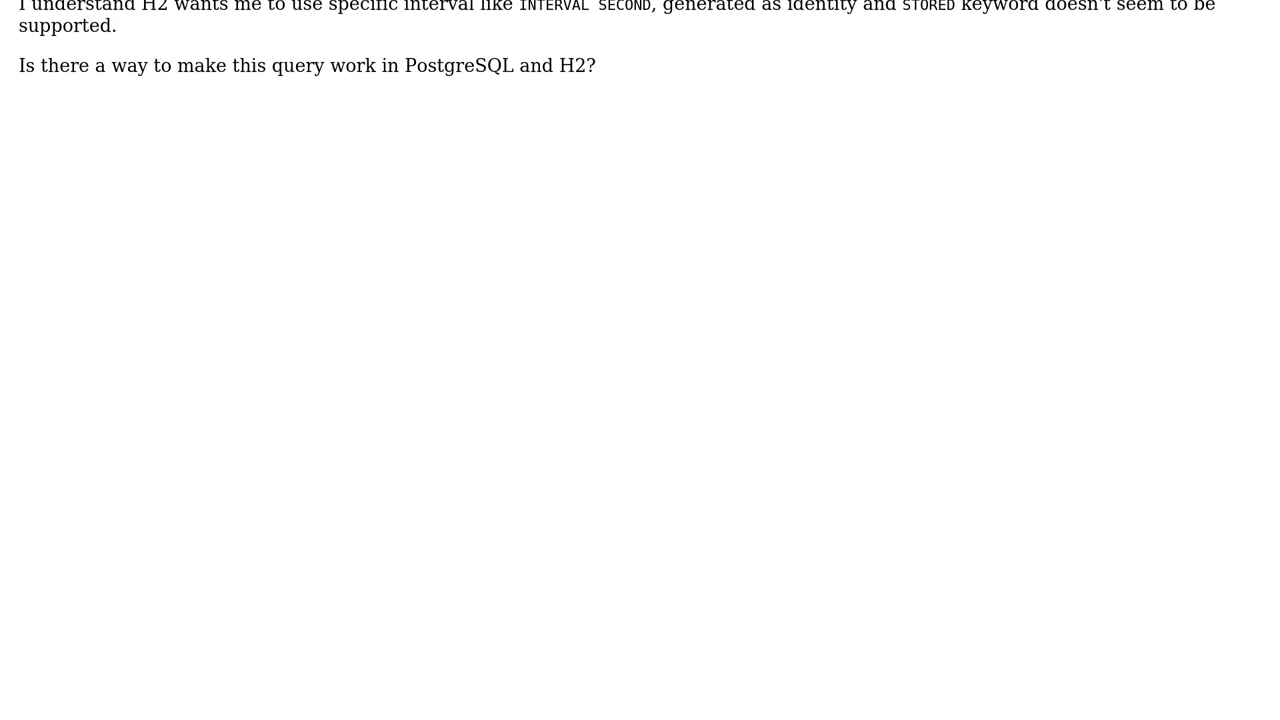 I understand H2 wants me to use specific interval like INTERVAL SECOND, generated as identity and STORED keyword doesn't seem to be
supported.
Is there a way to make this query work in PostgreSQL and H2?